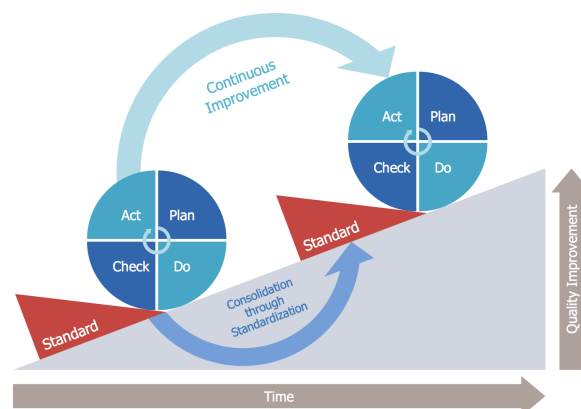 Continuous
Improvement
Act
Plan
Check
Do
Act
Plan
Check
Do
Standard
Standard
Consolidation
through
Standardization
Quality Improvement
Time